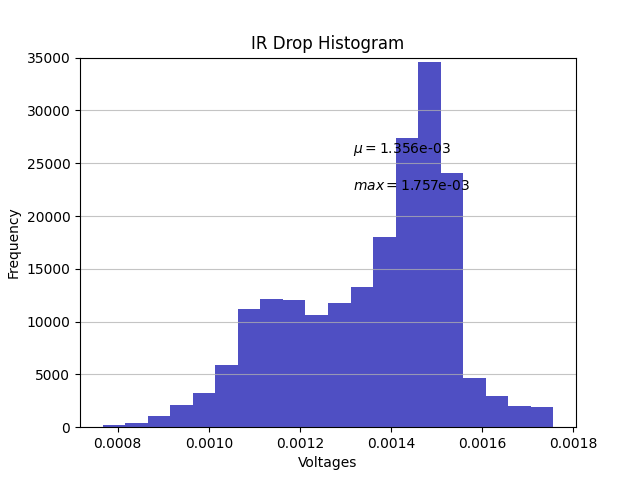 IR Drop Histogram
35000
30000
25000
20000
15000
10000
5000
0
μ = 1.356e-03
max = 1.757e-03
Frequency
0.0008 0.0010 0.0012 0.0014 0.0016 0.0018
Voltages